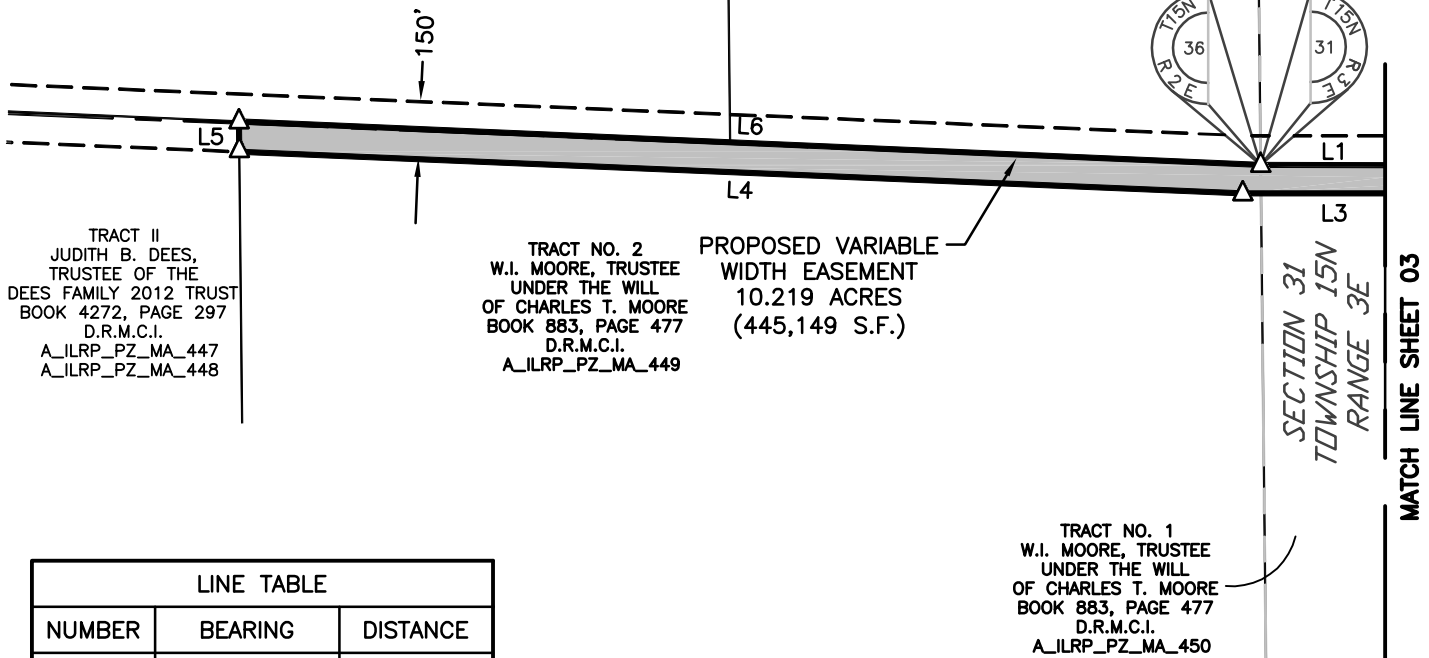 150'
T15N
36
R 2 E
T15N
31
R 3 E
L6
L5
L1
L4
L3
TRACT II
JUDITH B. DEES,
TRUSTEE OF THE
DEES FAMILY 2012 TRUST
BOOK 4272, PAGE 297
D.R.M.C.I.
A_ILRP_PZ_MA_447
A_ILRP_PZ_MA_448
TRACT NO. 2
W.I. MOORE, TRUSTEE
UNDER THE WILL
OF CHARLES T. MOORE
BOOK 883, PAGE 477
D.R.M.C.I.
A_ILRP_PZ_MA_449
PROPOSED VARIABLE
WIDTH EASEMENT
10.219 ACRES
(445,149 S.F.)
SECTION 31
TOWNSHIP 15N
RANGE 3E
MATCH LINE SHEET 03
TRACT NO. 1
W.I. MOORE, TRUSTEE
UNDER THE WILL
OF CHARLES T. MOORE
BOOK 883, PAGE 477
D.R.M.C.I.
A_ILRP_PZ_MA_450
LINE TABLE
NUMBER BEARING DISTANCE